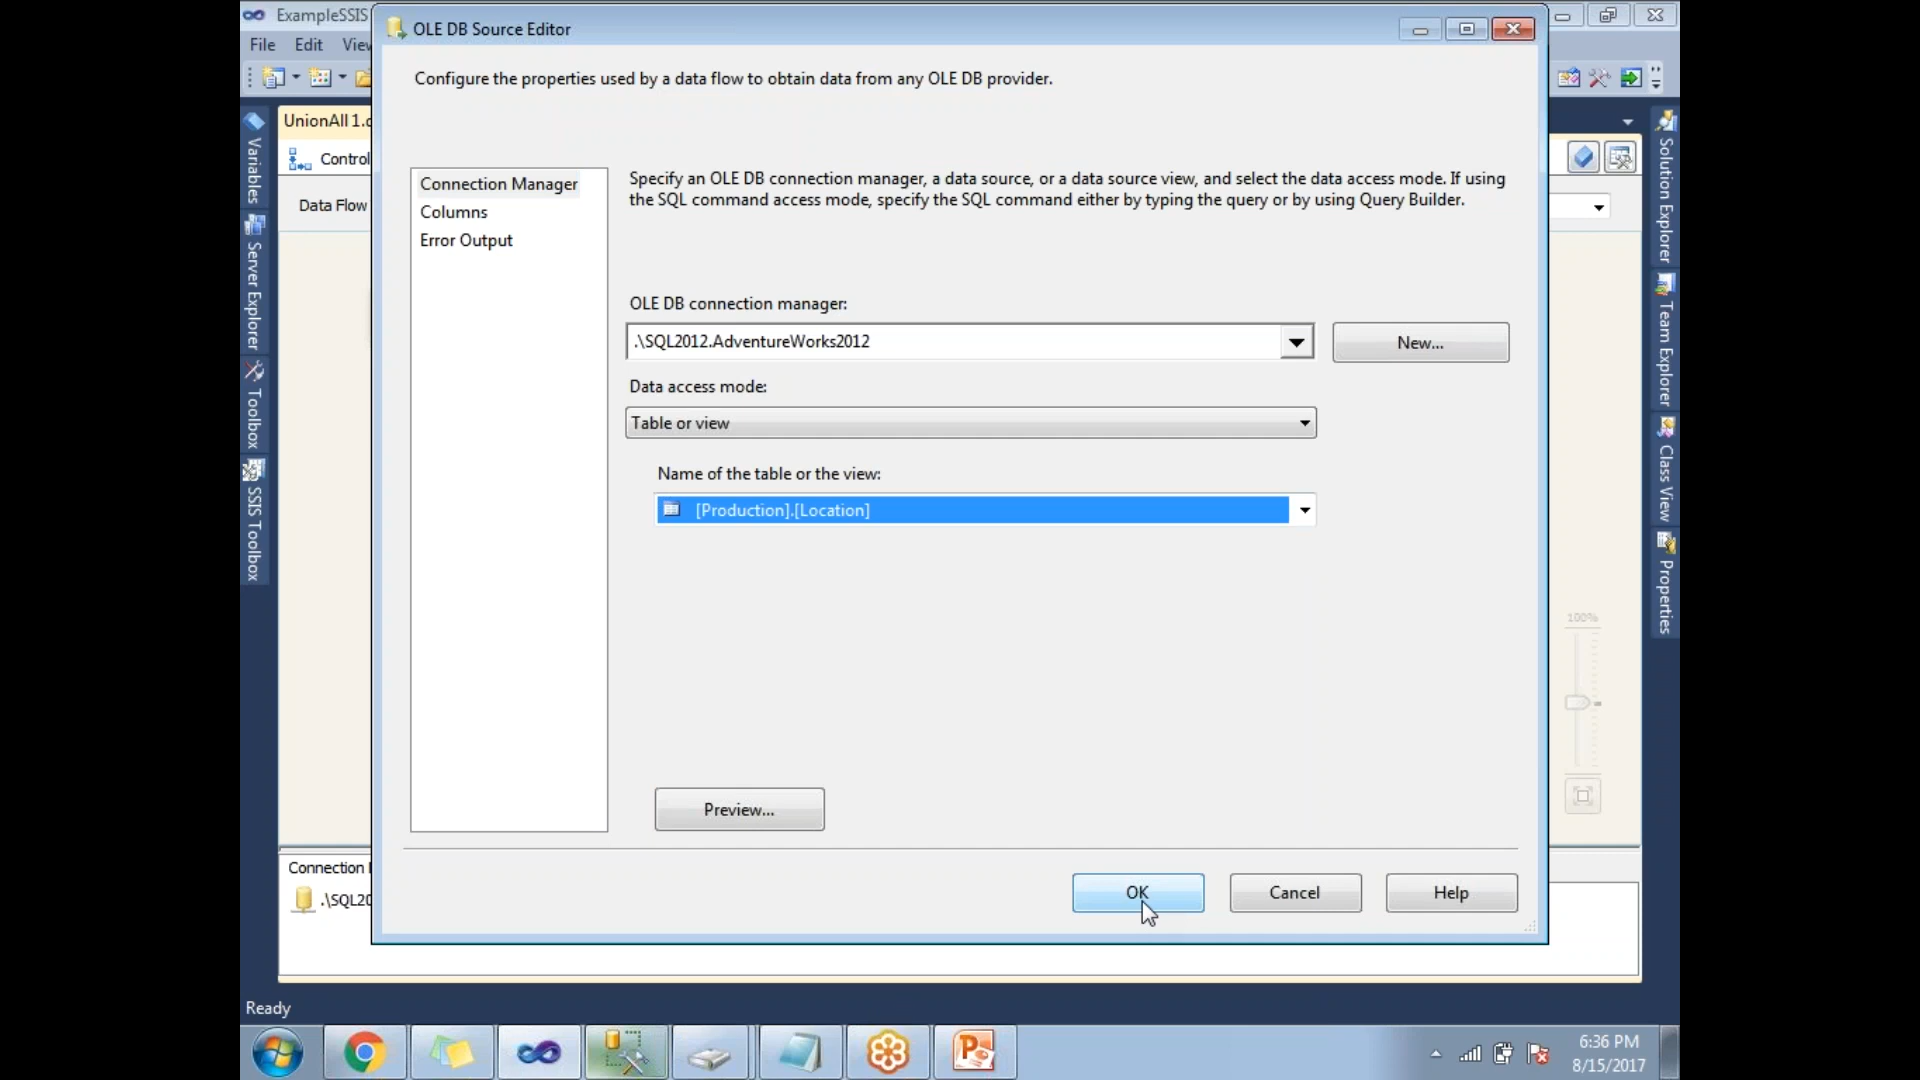 ExampleSSIS
OLE DB Source Editor
File Edit View
Configure the properties used by a data flow to obtain data from any OLE DB provider.
UnionAll 1.d
Control
Data Flow
Connection Manager
Columns
Error Output
Specify an OLE DB connection manager, a data source, or a data source view, and select the data access mode. If using
the SQL command access mode, specify the SQL command either by typing the query or by using Query Builder.
OLE DB connection manager:
.\SQL2012.AdventureWorks2012
New...
Data access mode:
Table or view
Name of the table or the view:
[Production].[Location]
Preview...
OK
Cancel
Help
Variables
Server Explorer
Toolbox
SSIS Toolbox
Solution Explorer
Team Explorer
Class View
Properties
100%
Connection
.\SQL20
Ready
6:36 PM
8/15/2017